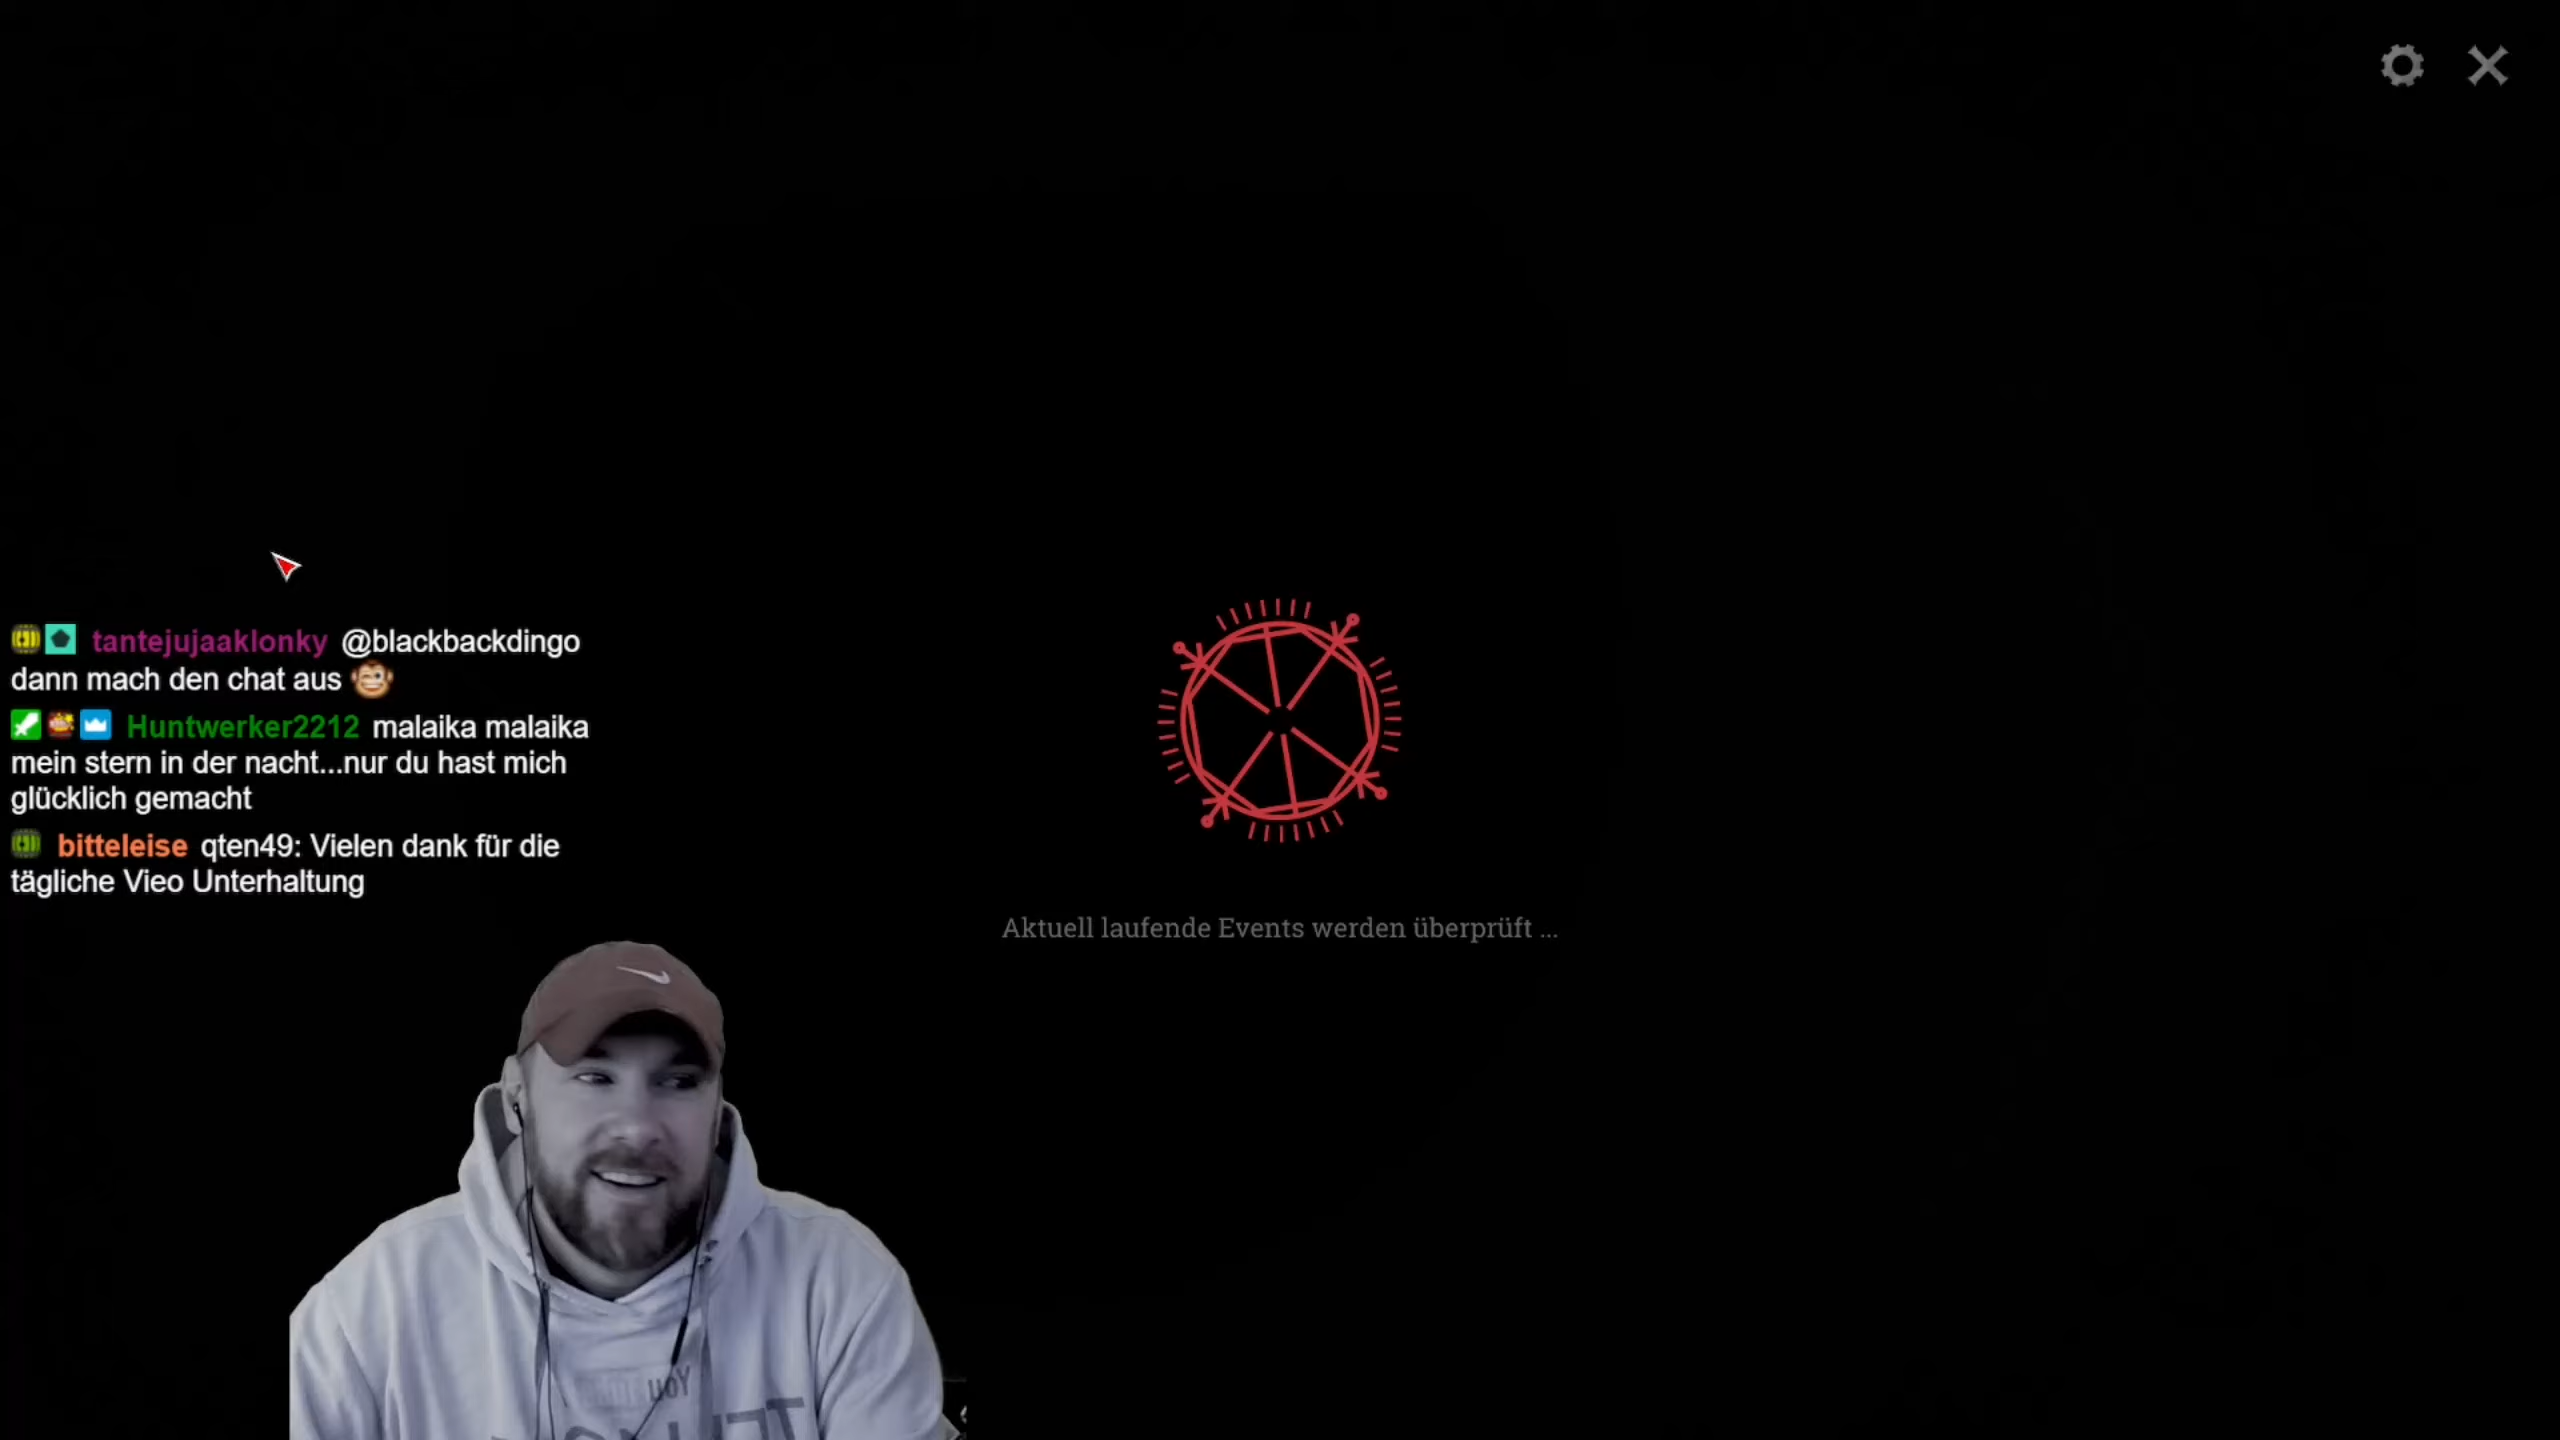 tantejujaaklonky @blackbackdingo
dann mach den chat aus
Huntwerker2212 malaika malaika
mein stern in der nacht...nur du hast mich
glücklich gemacht
bitteleise qten49: Vielen dank für die
tägliche Vieo Unterhaltung
Aktuell laufende Events werden überprüft ...